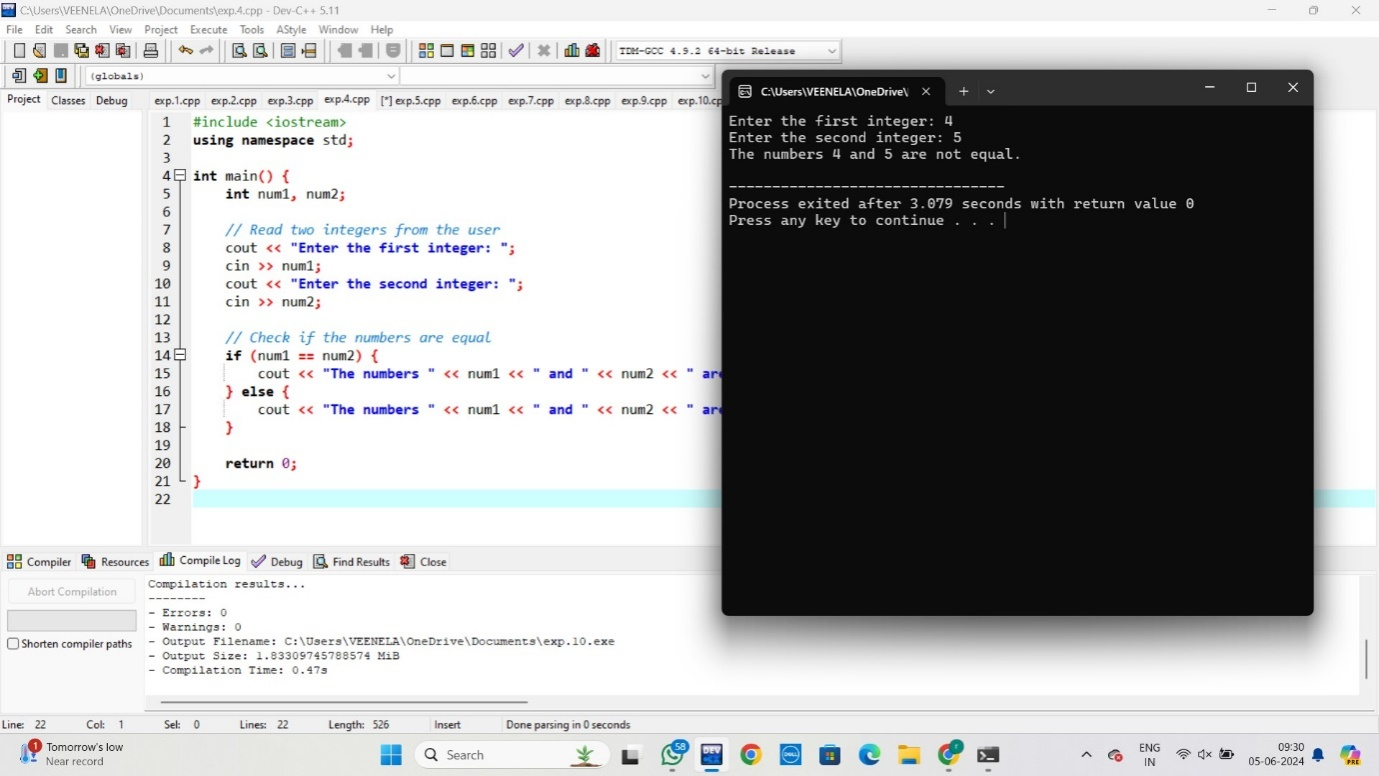 C:\Users\VEENELA\OneDrive\Documents\exp.4.cpp - Dev-C++ 5.11
File Edit Search View Project Execute Tools AStyle Window Help
TDM-GCC 4.9.2 64-bit Release
(globals)
Project Classes Debug
exp.1.cpp exp.2.cpp exp.3.cpp exp.4.cpp [*] exp.5.cpp exp.6.cpp exp.7.cpp exp.8.cpp exp.9.cpp exp.10.cp
1 #include <iostream>
2 using namespace std;
3
4 int main() {
5 int num1, num2;
6
7 // Read two integers from the user
8 cout << "Enter the first integer: ";
9 cin >> num1;
10 cout << "Enter the second integer: ";
11 cin >> num2;
12
13 // Check if the numbers are equal
14 if (num1 == num2) {
15 cout << "The numbers " << num1 << " and " << num2 << " are
16 } else {
17 cout << "The numbers " << num1 << " and " << num2 << " are
18 }
19
20 return 0;
21 }
22
C:\Users\VEENELA\OneDrive\
Enter the first integer: 4
Enter the second integer: 5
The numbers 4 and 5 are not equal.
--------------------------------
Process exited after 3.079 seconds with return value 0
Press any key to continue . . .
Compiler Resources Compile Log Debug Find Results Close
Abort Compilation
Shorten compiler paths
Compilation results...
--------
- Errors: 0
- Warnings: 0
- Output Filename: C:\Users\VEENELA\OneDrive\Documents\exp.10.exe
- Output Size: 1.83309745788574 MiB
- Compilation Time: 0.47s
Line: 22 Col: 1 Sel: 0 Lines: 22 Length: 526 Insert Done parsing in 0 seconds
1
Tomorrow's low
Near record
Search
58
DEV
DELL
ENG
IN
09:30
05-06-2024
PRE